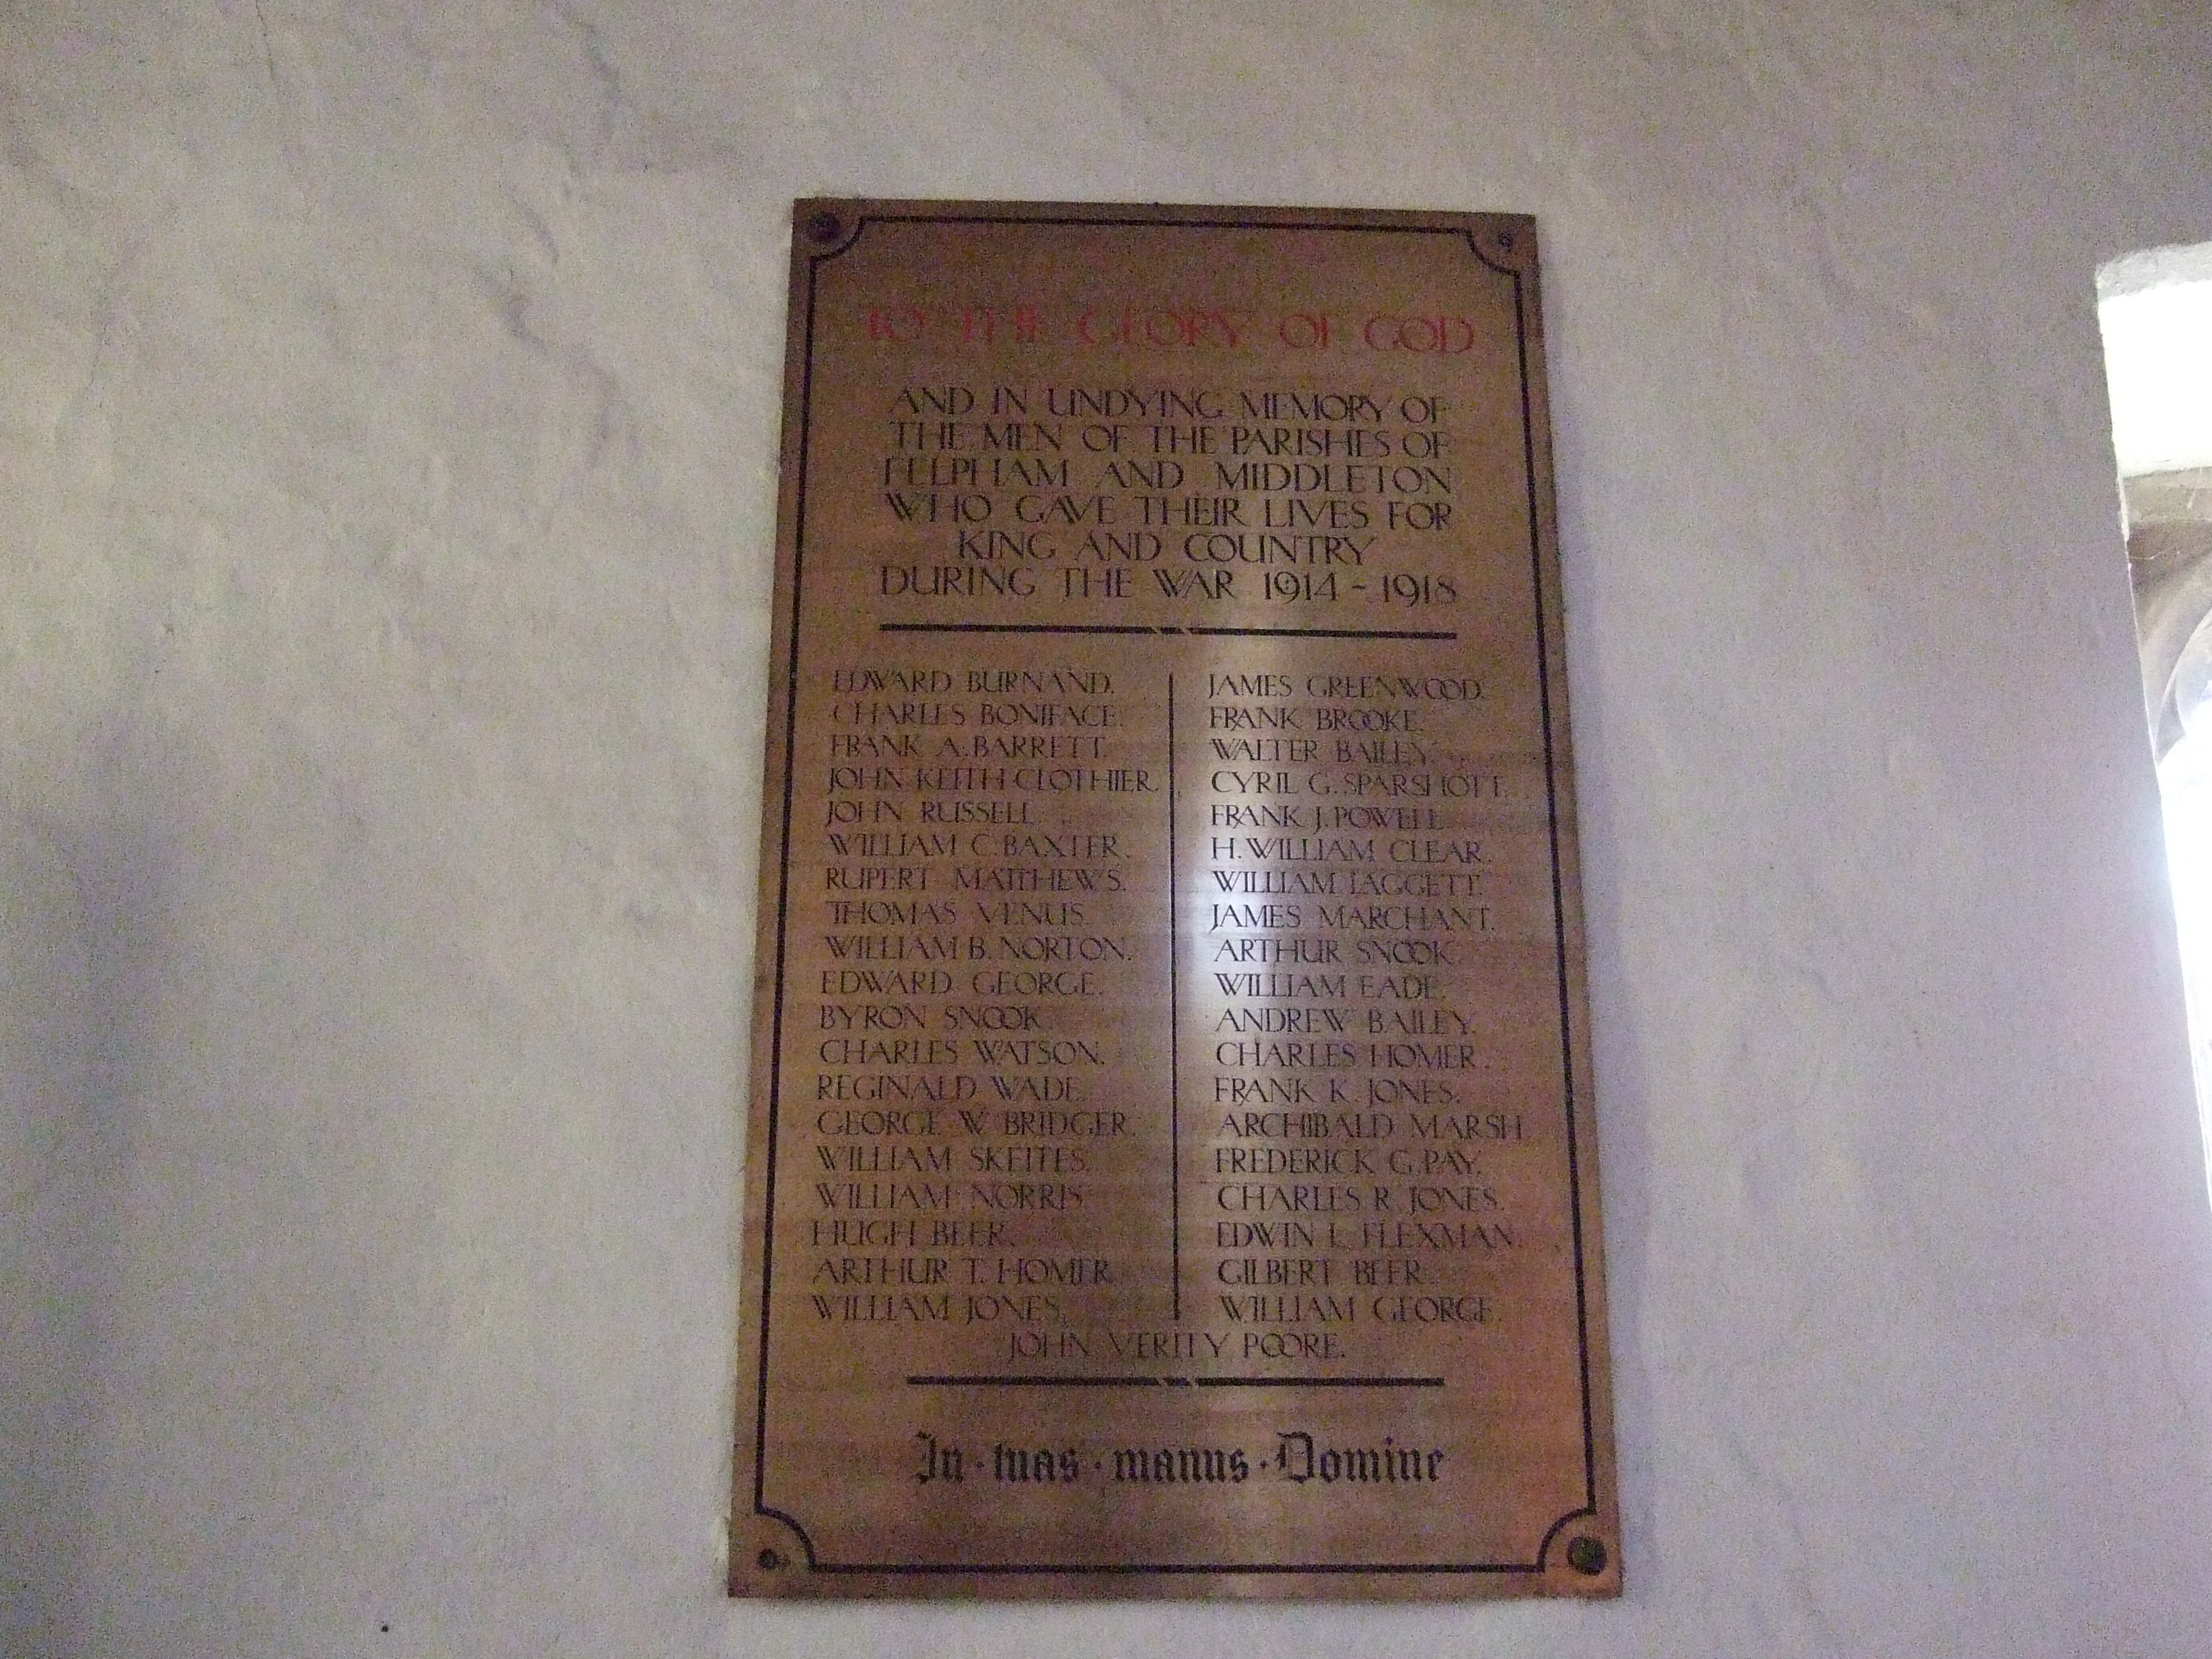 TO THE GLORY OF GOD
AND IN UNDYING MEMORY OF
THE MEN OF THE PARISHES OF
FELPHAM AND MIDDLETON
WHO GAVE THEIR LIVES FOR
KING AND COUNTRY
DURING THE WAR 1914 - 1918
EDWARD BURNAND.
CHARLES BONIFACE.
FRANK A. BARRETT.
JOHN KEITH CLOTHIER.
JOHN RUSSELL.
WILLIAM C. BAXTER.
RUPERT MATTHEWS.
THOMAS VENUS.
WILLIAM B. NORTON.
EDWARD GEORGE.
BYRON SNOOK.
CHARLES WATSON.
REGINALD WADE.
GEORGE W. BRIDGER.
WILLIAM SKEITES.
WILLIAM NORRIS.
HUGH BEER.
ARTHUR T. HOMER.
WILLIAM JONES.
JAMES GREENWOOD.
FRANK BROOKE.
WALTER BAILEY.
CYRIL G. SPARSHOTT.
FRANK J. POWELL.
H. WILLIAM CLEAR.
WILLIAM
JAMES MARCHANT.
ARTHUR SNOOK.
WILLIAM EADE.
ANDREW BAILEY.
CHARLES HOMER.
FRANK K. JONES.
ARCHIBALD MARSH.
FREDERICK G. PAY.
CHARLES R. JONES.
EDWIN L. FLEXMAN.
GILBERT BEER.
WILLIAM GEORGE.
JOHN VERITY POORE.
In · tuas · manus · Domine